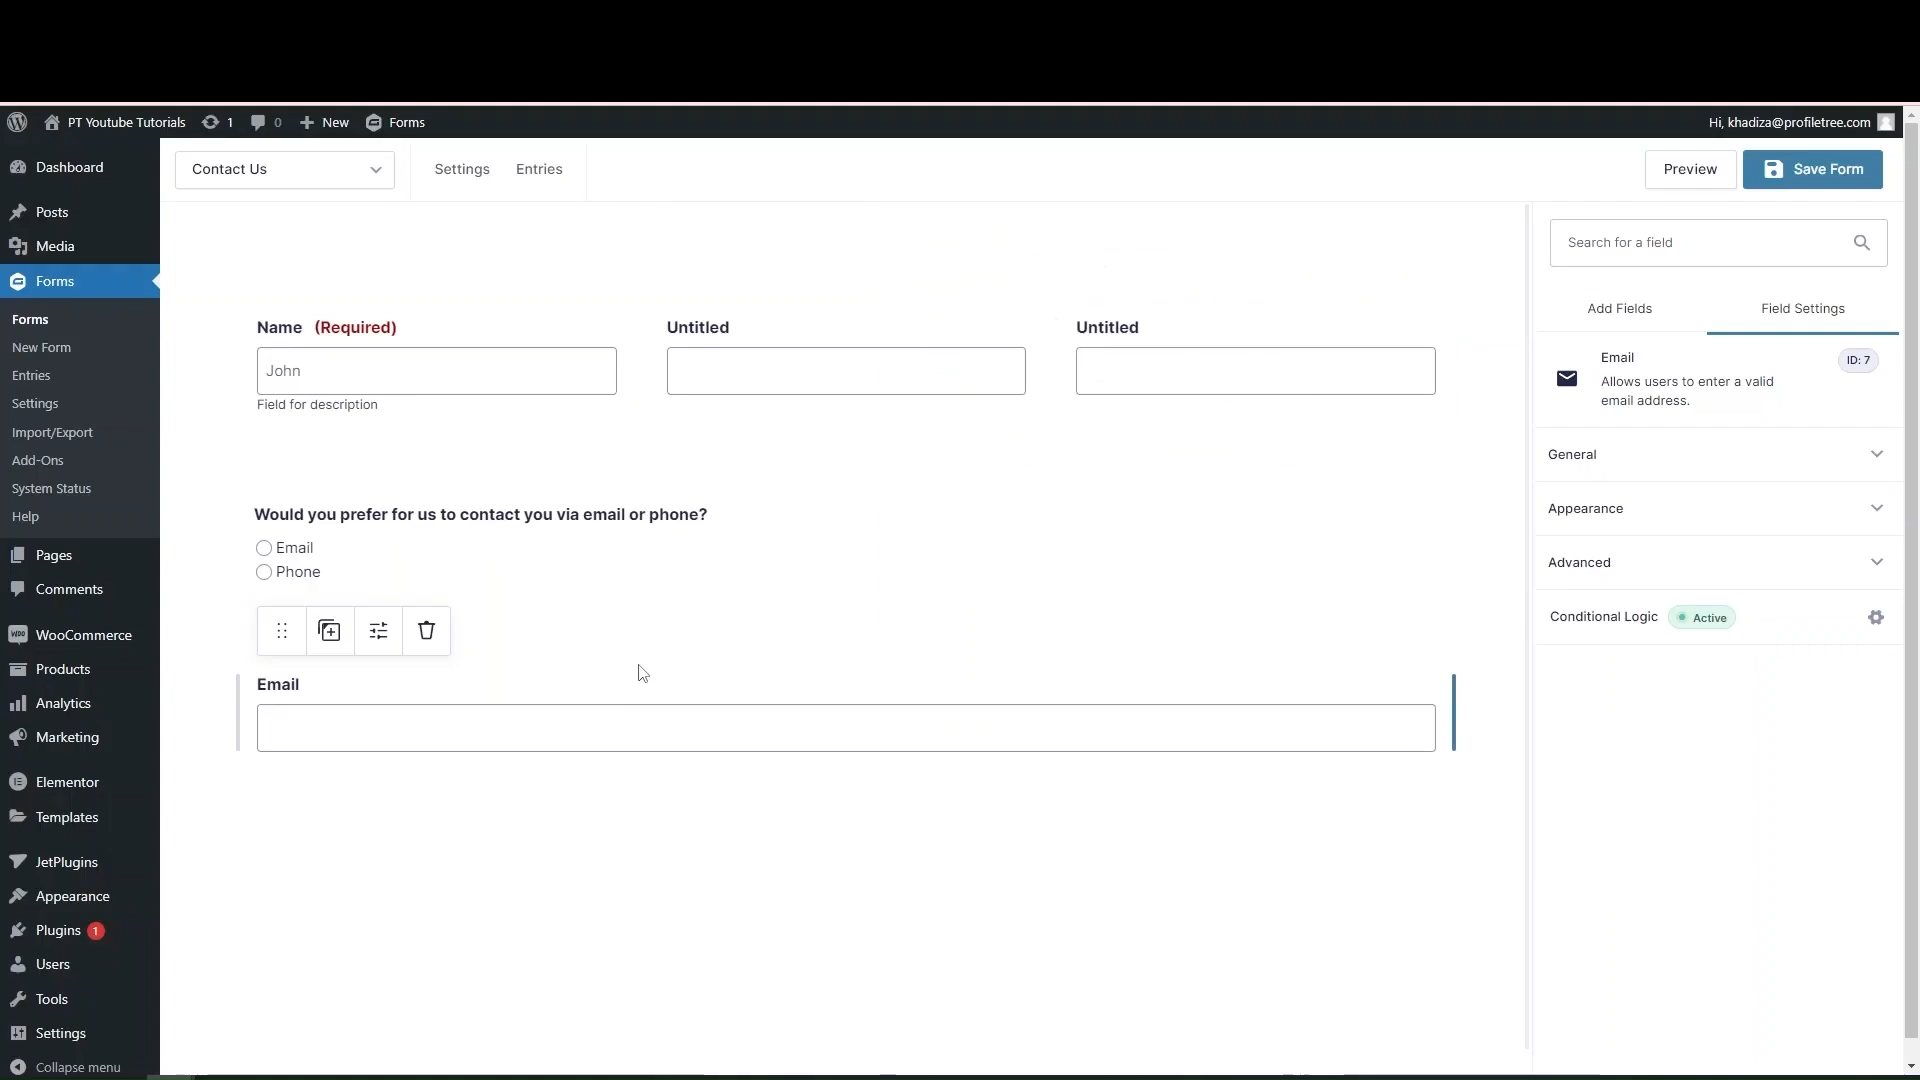 PT Youtube Tutorials 1 0 New Forms Hi, khadiza@profiletree.com
Dashboard
Posts
Media
Forms
Forms
New Form
Entries
Settings
Import/Export
Add-Ons
System Status
Help
Pages
Comments
WooCommerce
Products
Analytics
Marketing
Elementor
Templates
JetPlugins
Appearance
Plugins 1
Users
Tools
Settings
Collapse menu
Contact Us Settings Entries Preview Save Form
Name (Required) Untitled Untitled
John
Field for description
Would you prefer for us to contact you via email or phone?
Email
Phone
Email
Search for a field
Add Fields Field Settings
Email ID: 7
Allows users to enter a valid
email address.
General
Appearance
Advanced
Conditional Logic Active